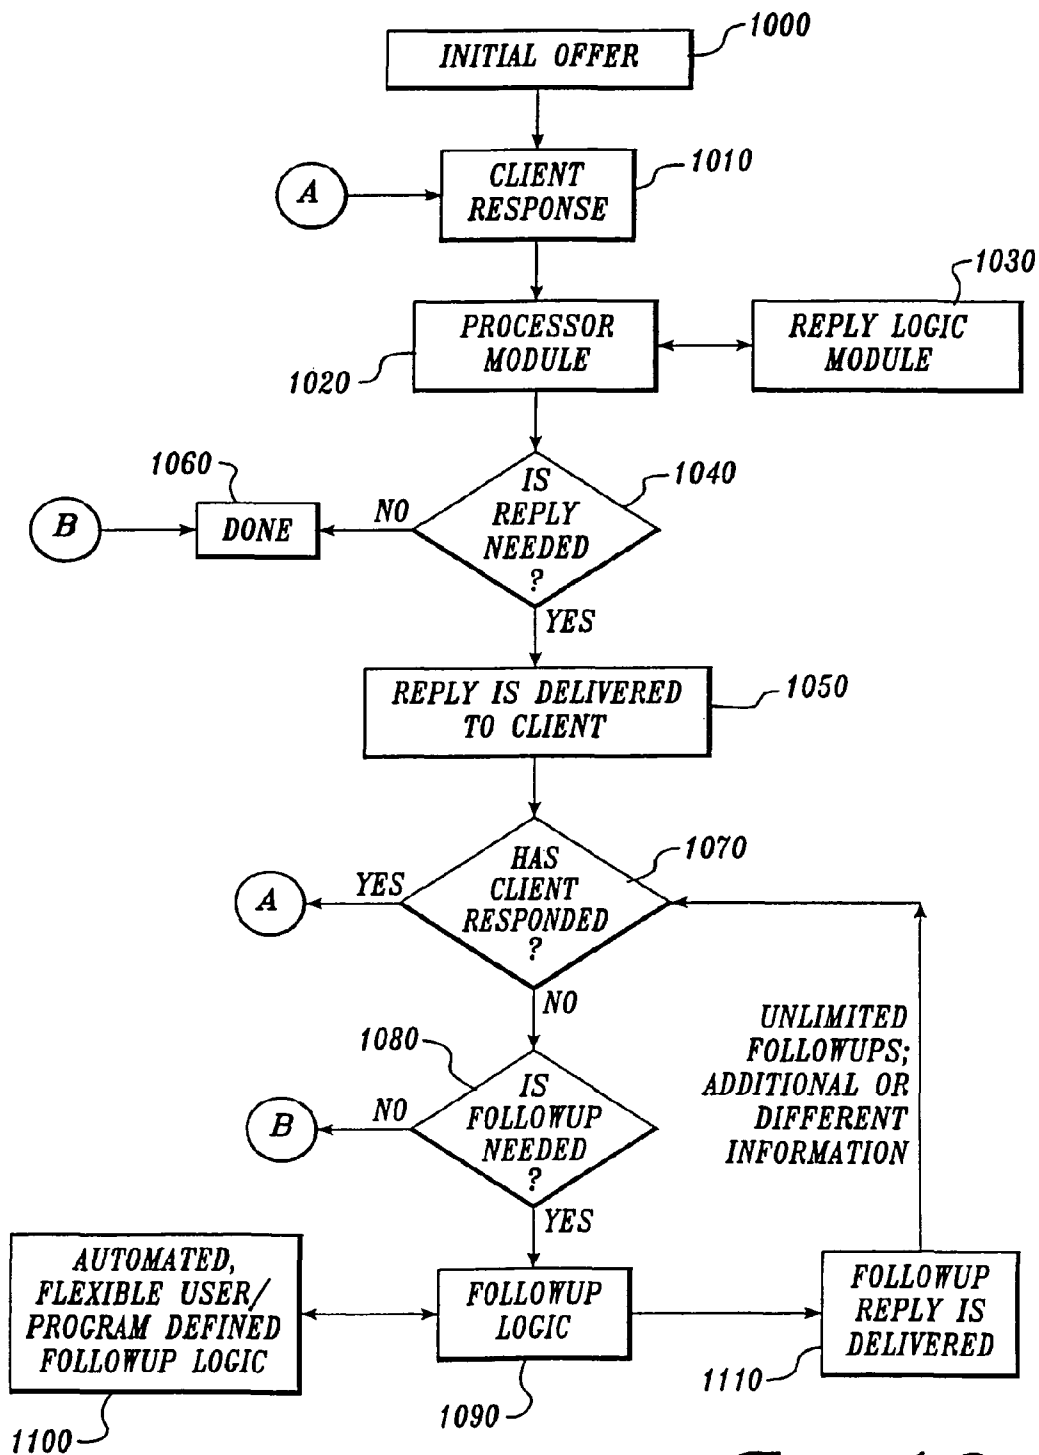 INITIAL OFFER
1000
A
CLIENT
RESPONSE
1010
PROCESSOR
MODULE
1020
REPLY LOGIC
MODULE
1030
IS
REPLY
NEEDED
?
1040
NO
DONE
1060
B
YES
REPLY IS DELIVERED
TO CLIENT
1050
HAS
CLIENT
RESPONDED
?
1070
YES
A
NO
IS
FOLLOWUP
NEEDED
?
1080
NO
B
YES
UNLIMITED
FOLLOWUPS;
ADDITIONAL OR
DIFFERENT
INFORMATION
AUTOMATED,
FLEXIBLE USER/
PROGRAM DEFINED
FOLLOWUP LOGIC
1100
FOLLOWUP
LOGIC
1090
FOLLOWUP
REPLY IS
DELIVERED
1110